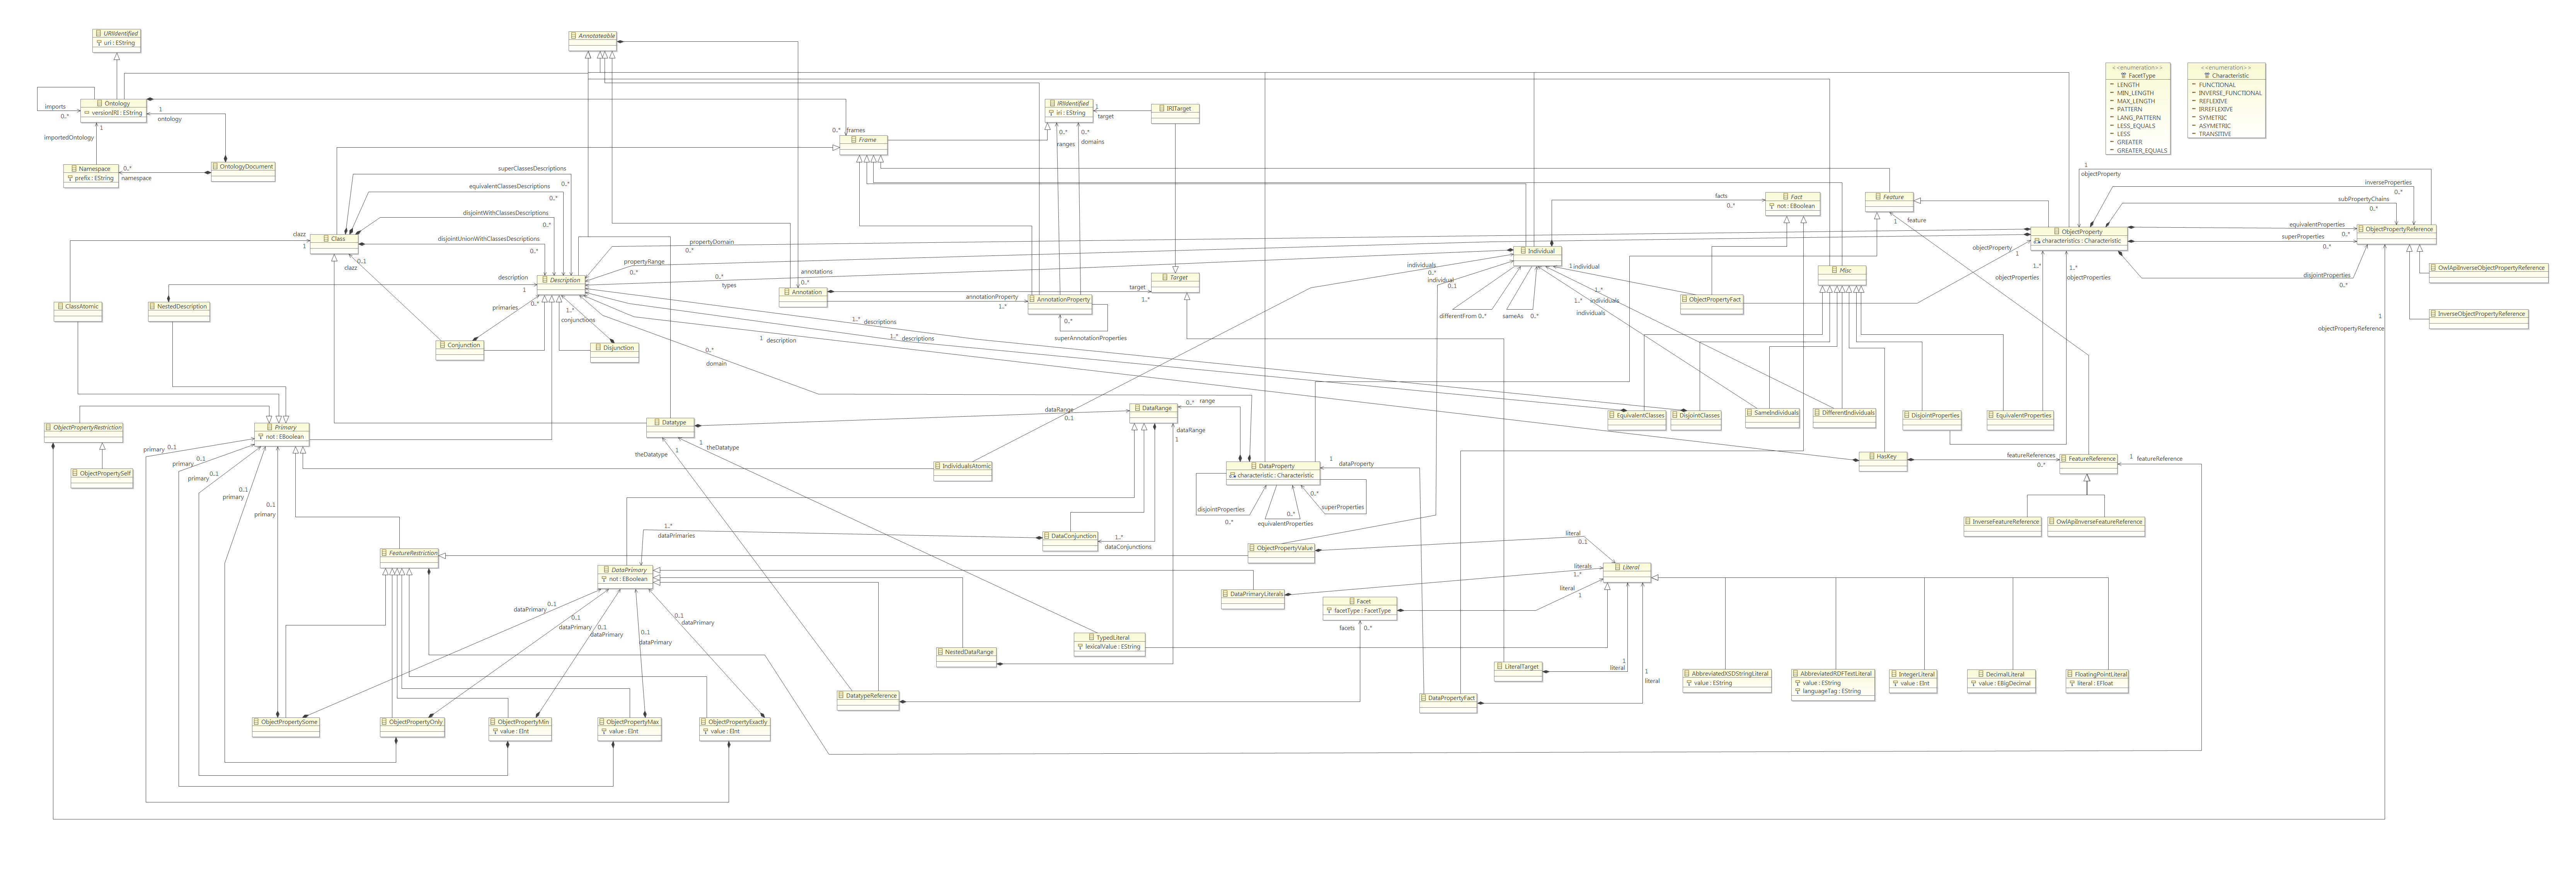 URIIdentified
uri : EString
Annotateable
<<enumeration>>
FacetType
LENGTH
MIN_LENGTH
MAX_LENGTH
PATTERN
LANG_PATTERN
LESS_EQUALS
LESS
GREATER
GREATER_EQUALS
<<enumeration>>
Characteristic
FUNCTIONAL
INVERSE_FUNCTIONAL
REFLEXIVE
IRREFLEXIVE
SYMETRIC
ASYMETRIC
TRANSITIVE
imports
0..*
Ontology
versionIRI : EString
1
ontology
importedOntology
1
Namespace
prefix : EString
0..*
namespace
OntologyDocument
0..*
frames
Frame
IRIIdentified
iri : EString
1
target
IRITarget
0..*
ranges
0..*
domains
superClassesDescriptions
0..*
equivalentClassesDescriptions
0..*
disjointWithClassesDescriptions
0..*
disjointUnionWithClassesDescriptions
0..*
clazz
1
Class
0..1
clazz
description
1
Description
propertyDomain
0..*
propertyRange
0..*
0..*
types
annotations
0..*
Annotation
target
1..*
Target
annotationProperty
1..*
AnnotationProperty
0..*
superAnnotationProperties
facts
0..*
Fact
not : EBoolean
Feature
feature
1
1
objectProperty
inverseProperties
0..*
subPropertyChains
0..*
ObjectProperty
characteristics : Characteristic
equivalentProperties
0..*
superProperties
0..*
ObjectPropertyReference
disjointProperties
0..*
OwlApiInverseObjectPropertyReference
InverseObjectPropertyReference
1
objectPropertyReference
objectProperty
1
1..*
objectProperties
1..*
objectProperties
Individual
individuals
0..*
individual
0..1
1
individual
1..*
individuals
1..*
individuals
differentFrom 0..*
sameAs
0..*
ObjectPropertyFact
Misc
ClassAtomic
NestedDescription
primaries
0..*
1..*
conjunctions
Conjunction
Disjunction
1..* descriptions
1 description
1..* descriptions
0..*
domain
EquivalentClasses
DisjointClasses
SameIndividuals
DifferentIndividuals
DisjointProperties
EquivalentProperties
ObjectPropertyRestriction
ObjectPropertySelf
Primary
not : EBoolean
primary 0..1
primary 0..1
0..1
primary
0..1
primary
0..1
primary
Datatype
dataRange
0..1
DataRange
0..* range
dataRange
1
1
theDatatype
theDatatype
1
IndividualsAtomic
DataProperty
characteristic : Characteristic
1
dataProperty
disjointProperties
0..*
0..*
equivalentProperties
0..*
superProperties
HasKey
featureReferences
0..*
FeatureReference
1 featureReference
InverseFeatureReference
OwlApiInverseFeatureReference
FeatureRestriction
1..*
dataPrimaries
DataConjunction
1..*
dataConjunctions
ObjectPropertyValue
literal
0..1
DataPrimary
not : EBoolean
DataPrimaryLiterals
literals
1..*
Literal
literal
1
Facet
facetType : FacetType
facets
0..*
0..1
dataPrimary
0..1
dataPrimary
0..1
dataPrimary
0..1
dataPrimary
0..1
dataPrimary
TypedLiteral
lexicalValue : EString
NestedDataRange
LiteralTarget
1
literal
1
literal
DatatypeReference
DataPropertyFact
AbbreviatedXSDStringLiteral
value : EString
AbbreviatedRDFTextLiteral
value : EString
languageTag : EString
IntegerLiteral
value : EInt
DecimalLiteral
value : EBigDecimal
FloatingPointLiteral
literal : EFloat
ObjectPropertySome
ObjectPropertyOnly
ObjectPropertyMin
value : EInt
ObjectPropertyMax
value : EInt
ObjectPropertyExactly
value : EInt